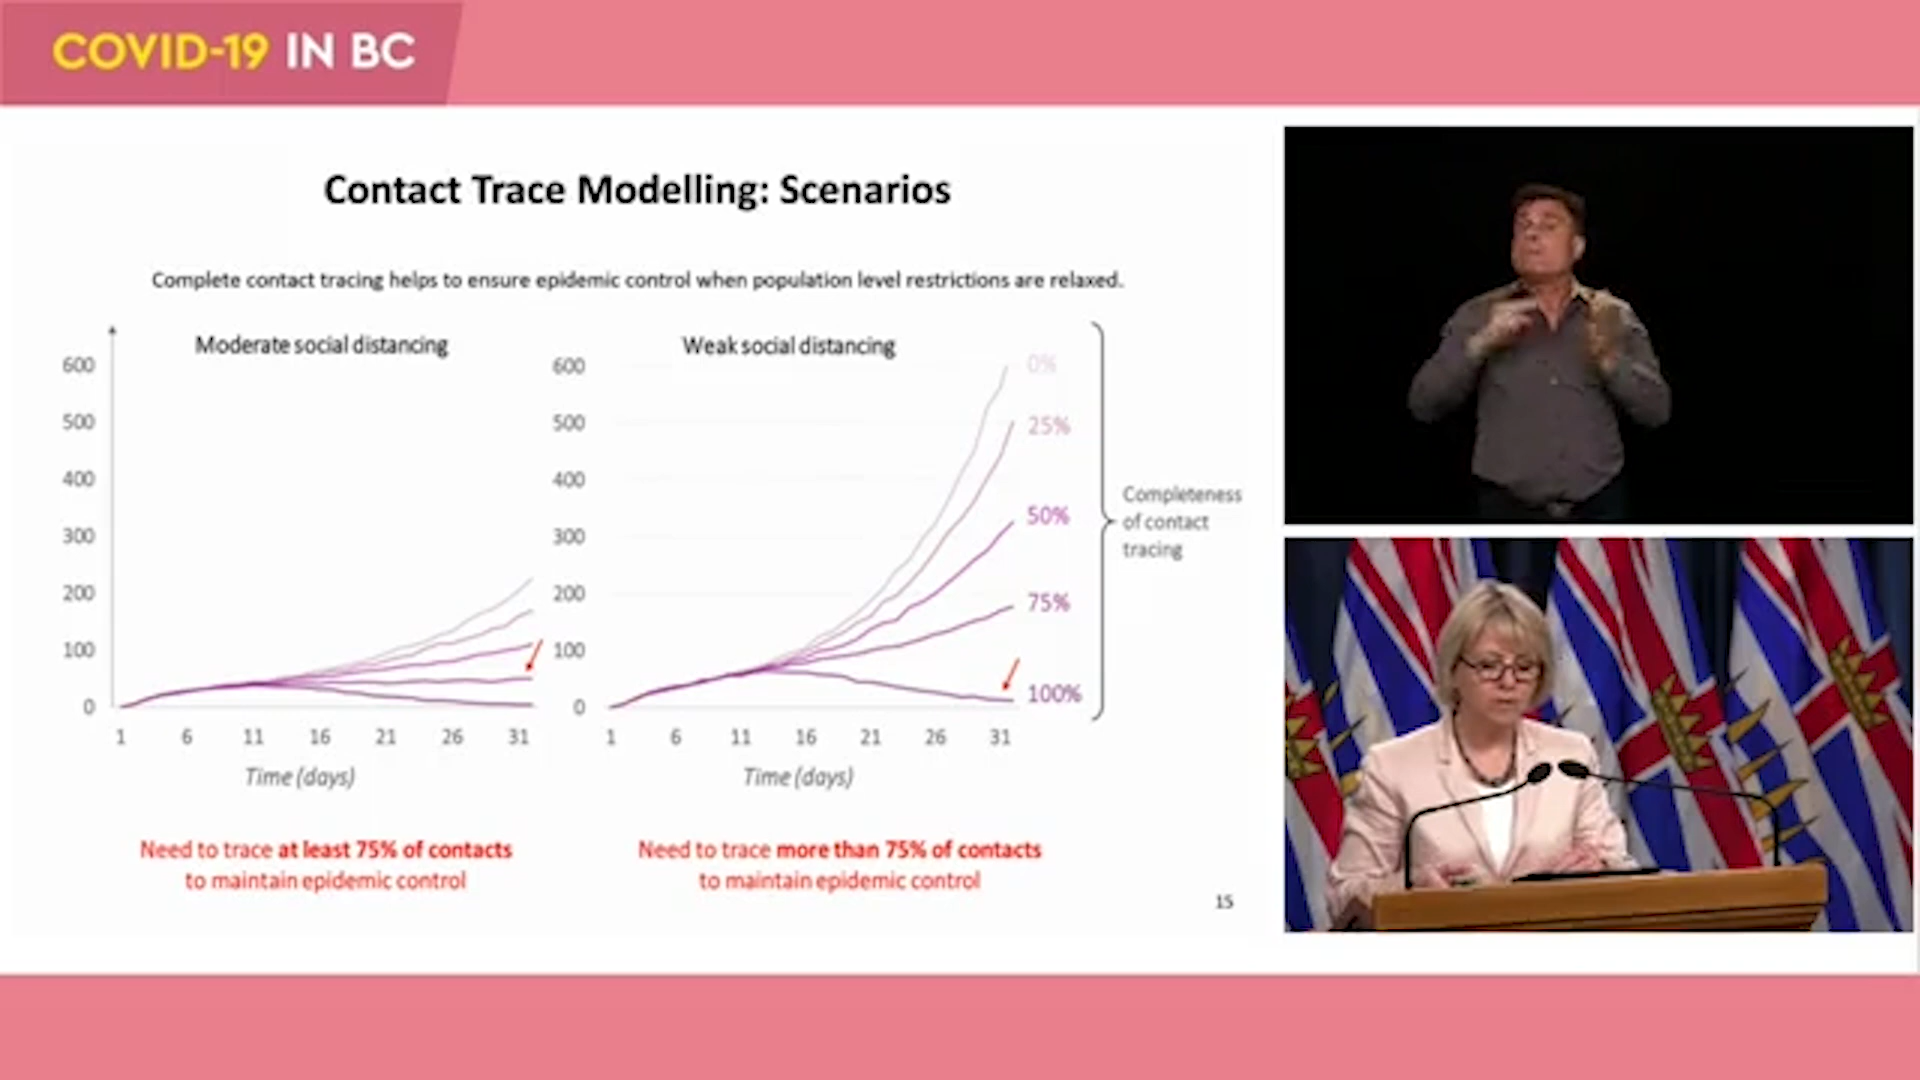 COVID-19 IN BC
Contact Trace Modelling: Scenarios
Complete contact tracing helps to ensure epidemic control when population level restrictions are relaxed.
Moderate social distancing
600
500
400
300
200
100
0
1 6 11 16 21 26 31
Time (days)
Need to trace at least 75% of contacts
to maintain epidemic control
Weak social distancing
600
500
400
300
200
100
0
1 6 11 16 21 26 31
Time (days)
0%
25%
50%
75%
100%
Completeness
of contact
tracing
Need to trace more than 75% of contacts
to maintain epidemic control
15